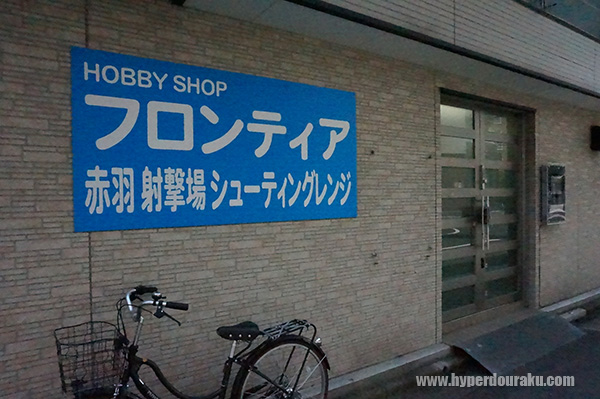 HOBBY SHOP
フロンティア
赤羽 射撃場 シューティングレンジ
www.hyperdouraku.com